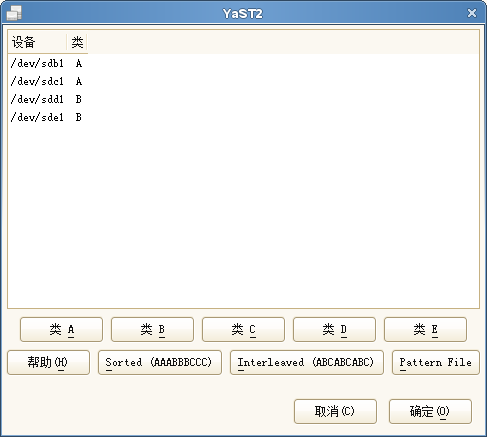 YaST2
设备 类
/dev/sdb1 A
/dev/sdc1 A
/dev/sdd1 B
/dev/sde1 B
类 A 类 B 类 C 类 D 类 E
帮助(H) Sorted (AAABBBCCC) Interleaved (ABCABCABC) Pattern File
取消(C) 确定(O)